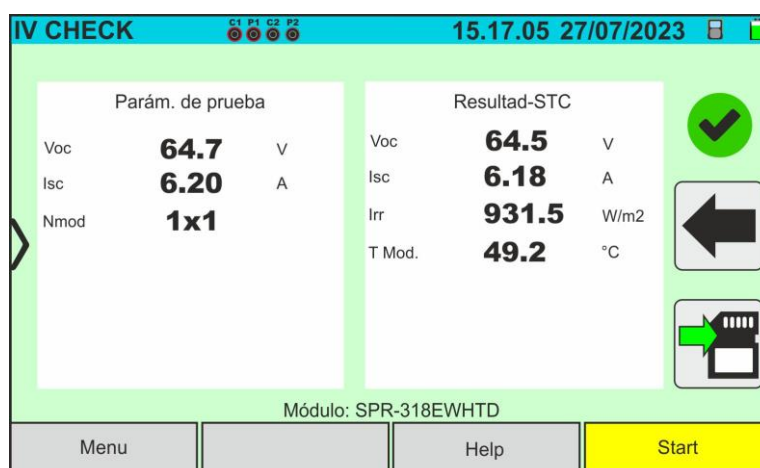 IV CHECK C1 P1 C2 P2 15.17.05 27/07/2023
Parám. de prueba
Voc 64.7 V
Isc 6.20 A
Nmod 1x1
Resultad-STC
Voc 64.5 V
Isc 6.18 A
Irr 931.5 W/m2
T Mod. 49.2 °C
Módulo: SPR-318EWHTD
Menu Help Start